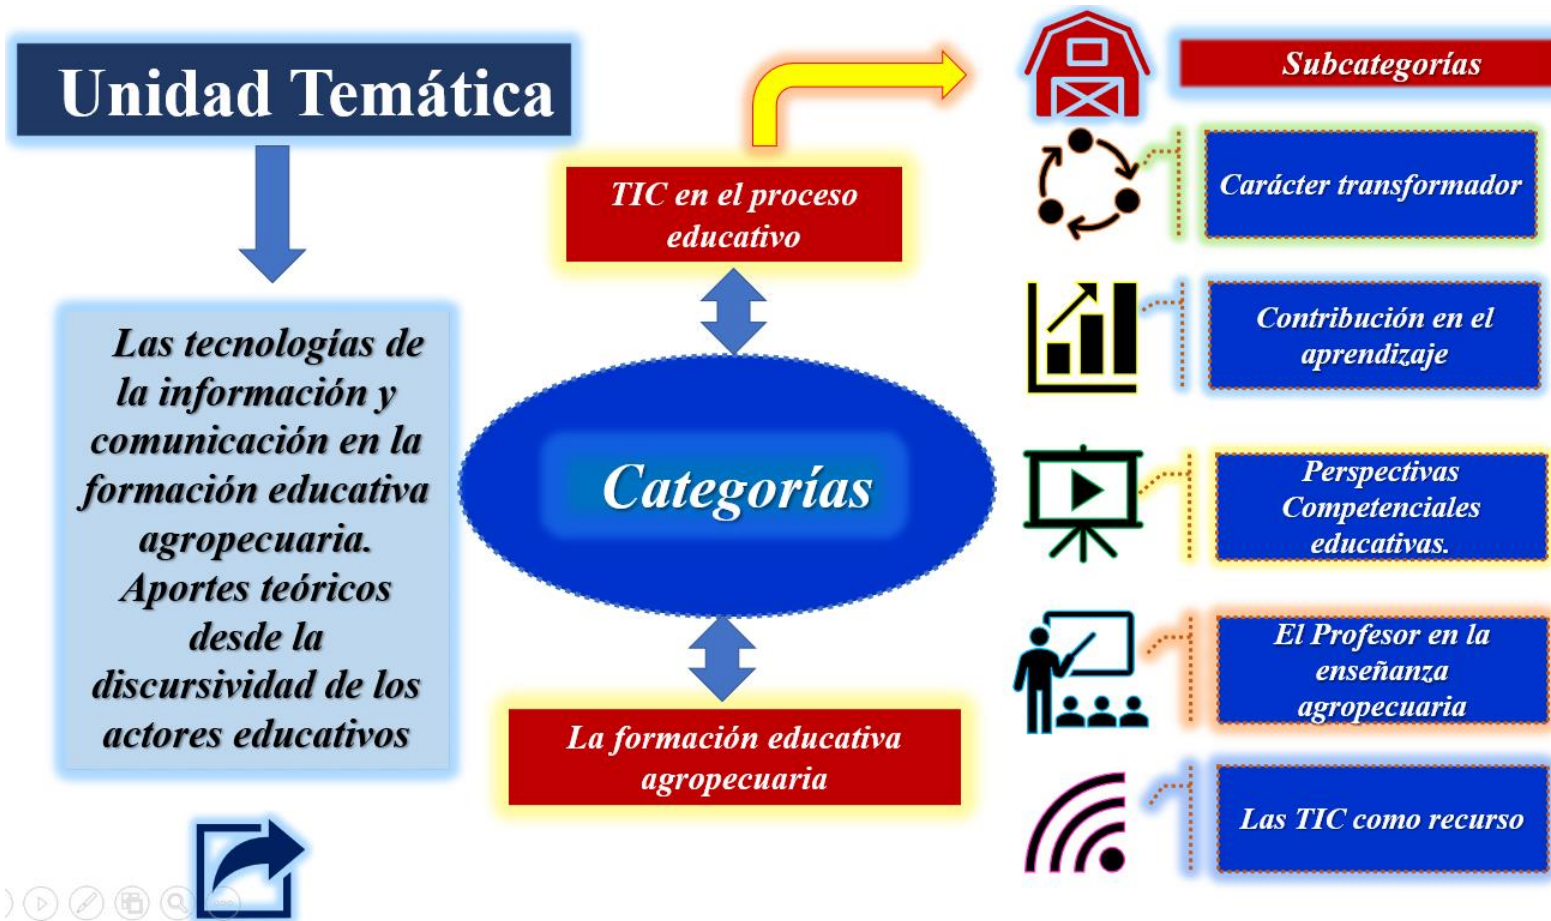 Unidad Temática
Las tecnologías de
la información y
comunicación en la
formación educativa
agropecuaria.
Aportes teóricos
desde la
discursividad de los
actores educativos
TIC en el proceso
educativo
Categorías
La formación educativa
agropecuaria
Subcategorías
Carácter transformador
Contribución en el
aprendizaje
Perspectivas
Competenciales
educativas.
El Profesor en la
enseñanza
agropecuaria
Las TIC como recurso